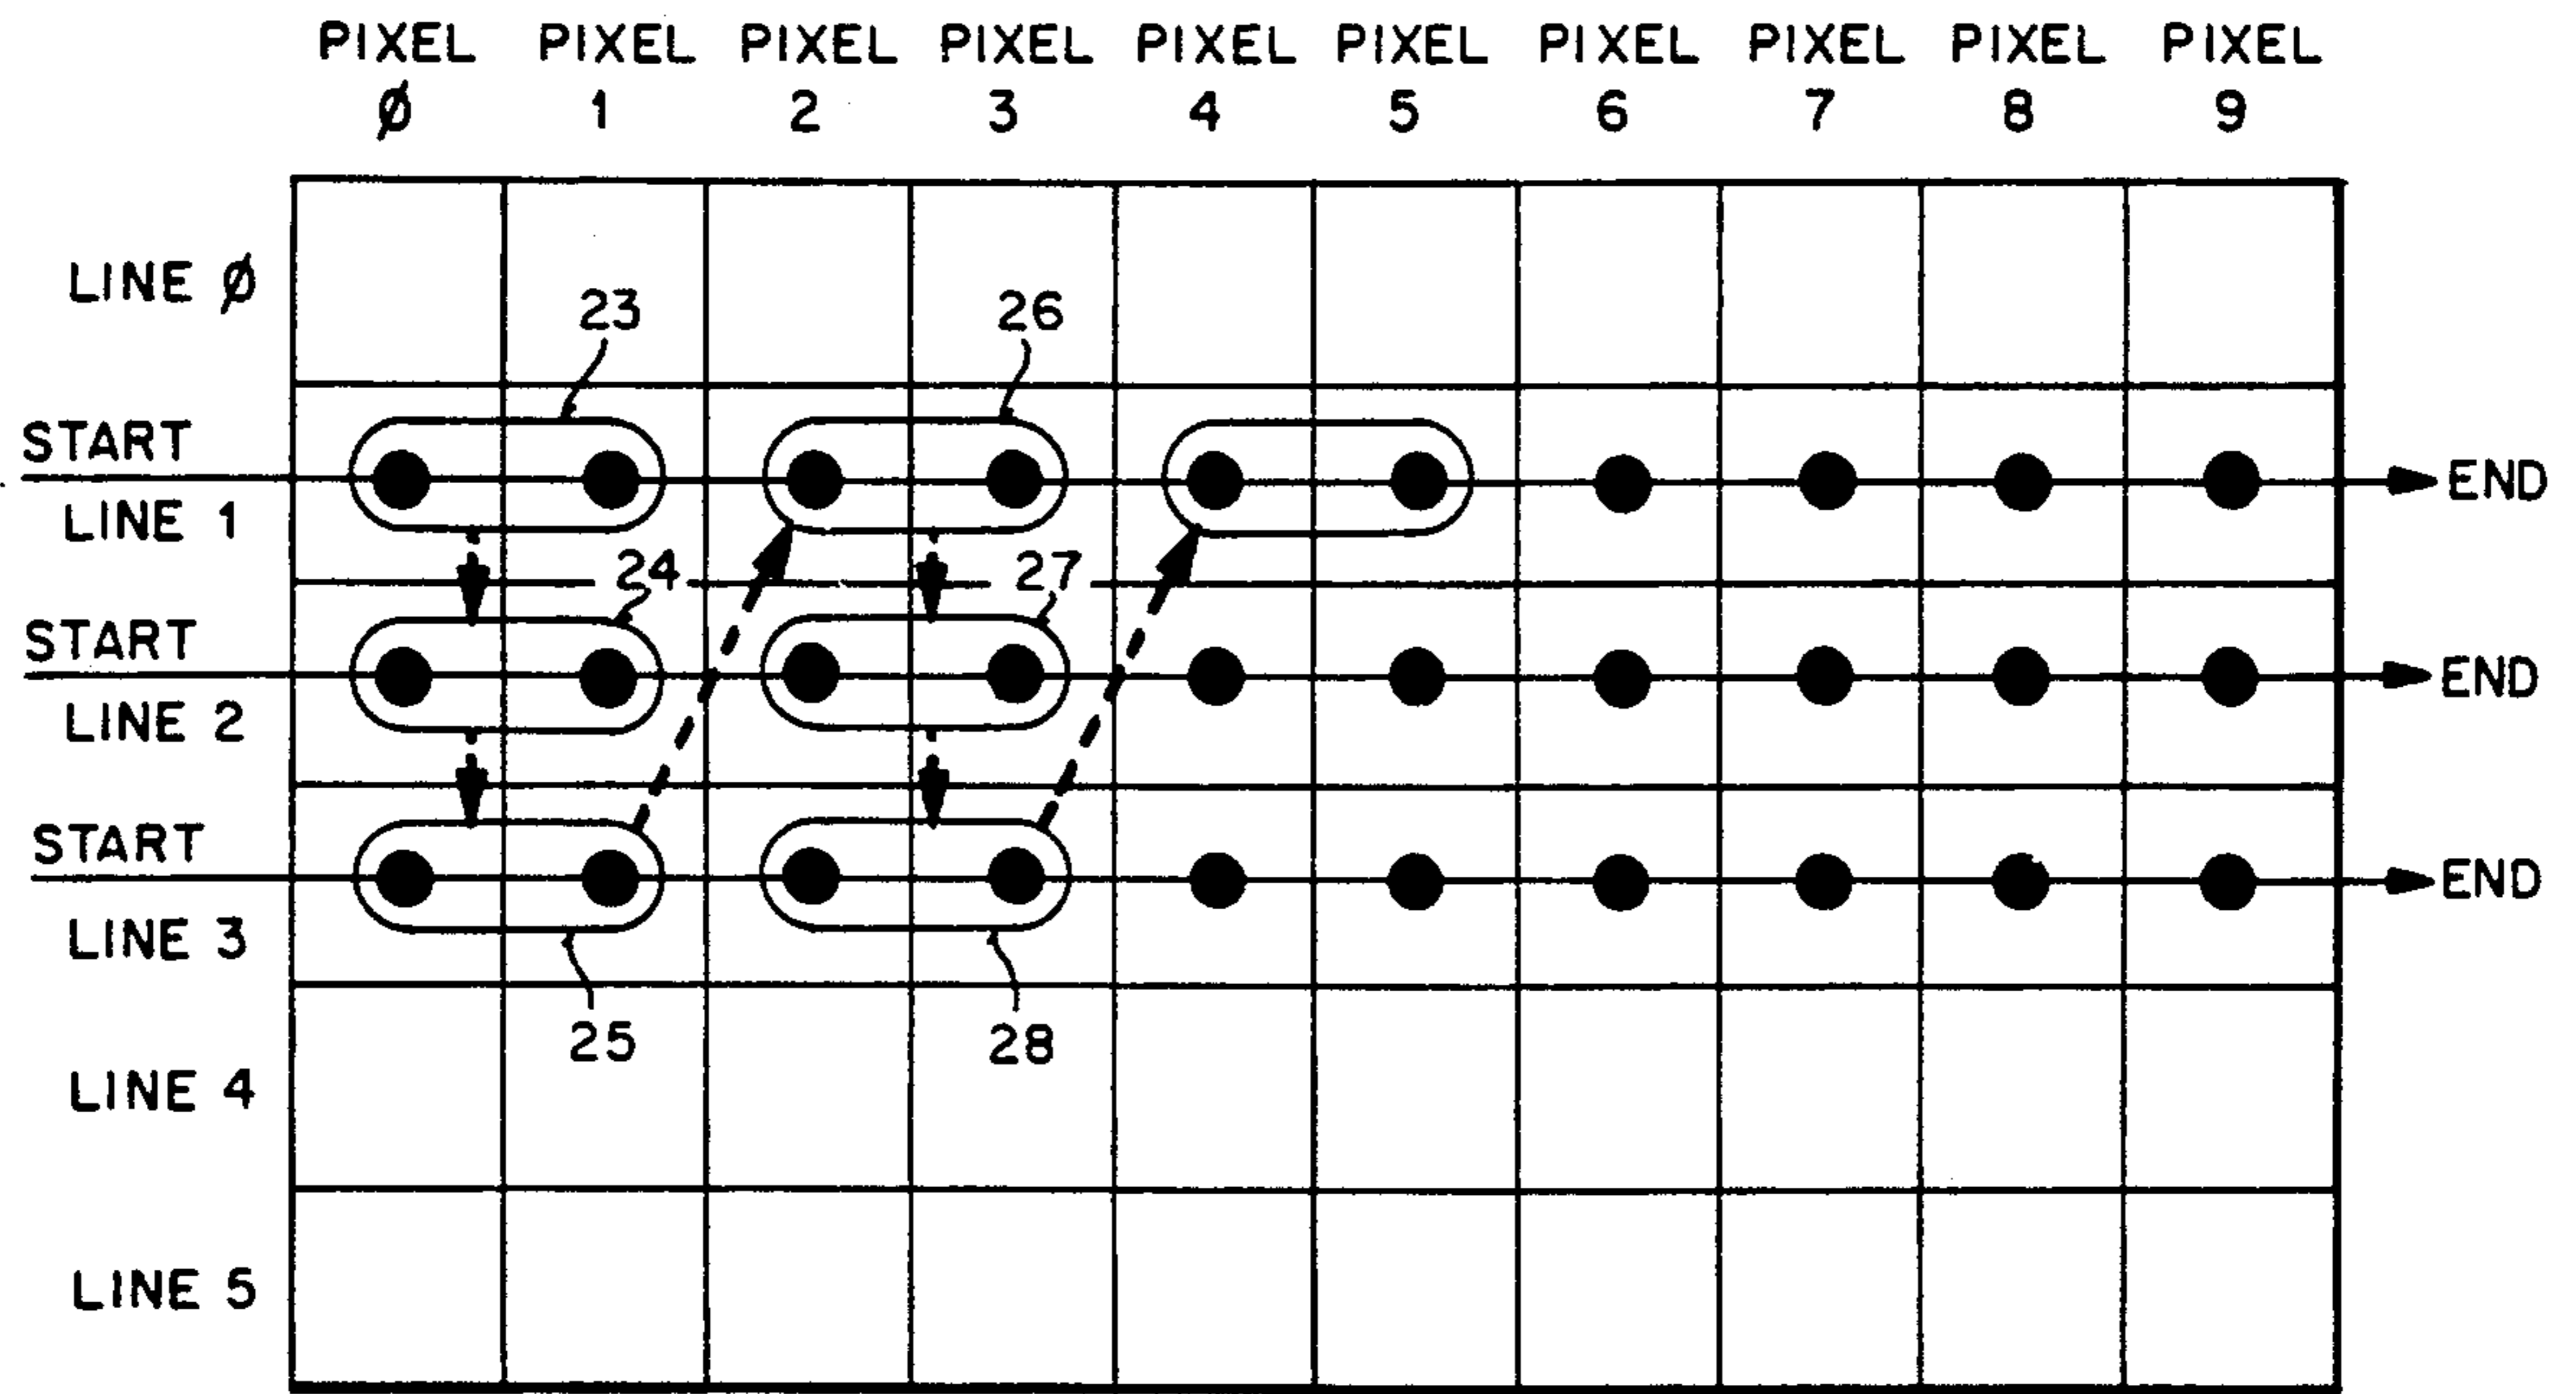 PIXEL PIXEL PIXEL PIXEL PIXEL PIXEL PIXEL PIXEL PIXEL PIXEL
Ø 1 2 3 4 5 6 7 8 9
LINE Ø
23 26
START
END
LINE 1
24 27
START
END
LINE 2
START
END
LINE 3
25 28
LINE 4
LINE 5